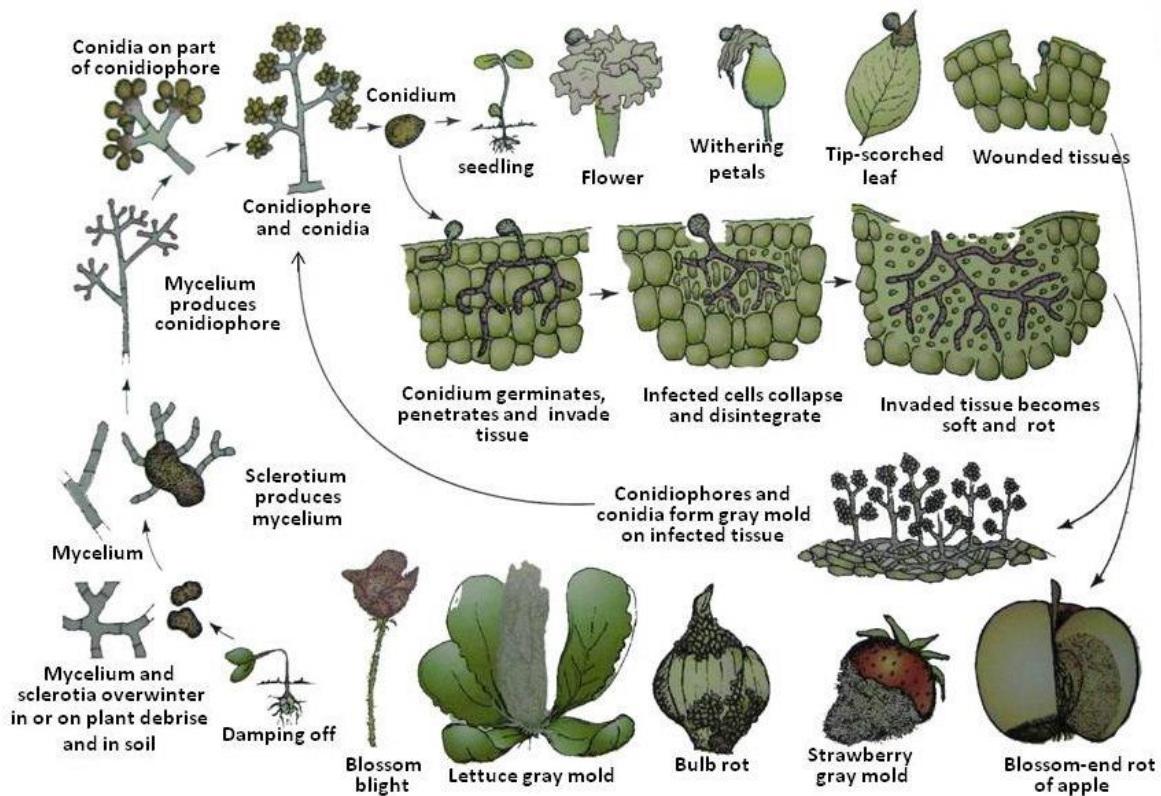 Conidia on part
of conidiophore
Conidium
seedling
Flower
Withering
petals
Tip-scorched
leaf
Wounded tissues
Conidiophore
and conidia
Mycelium
produces
conidiophore
Conidium germinates,
penetrates and invade
tissue
Infected cells collapse
and disintegrate
Invaded tissue becomes
soft and rot
Sclerotium
produces
mycelium
Mycelium
Conidiophores and
conidia form gray mold
on infected tissue
Mycelium and
sclerotia overwinter
in or on plant debrise
and in soil
Damping off
Blossom
blight
Lettuce gray mold
Bulb rot
Strawberry
gray mold
Blossom-end rot
of apple